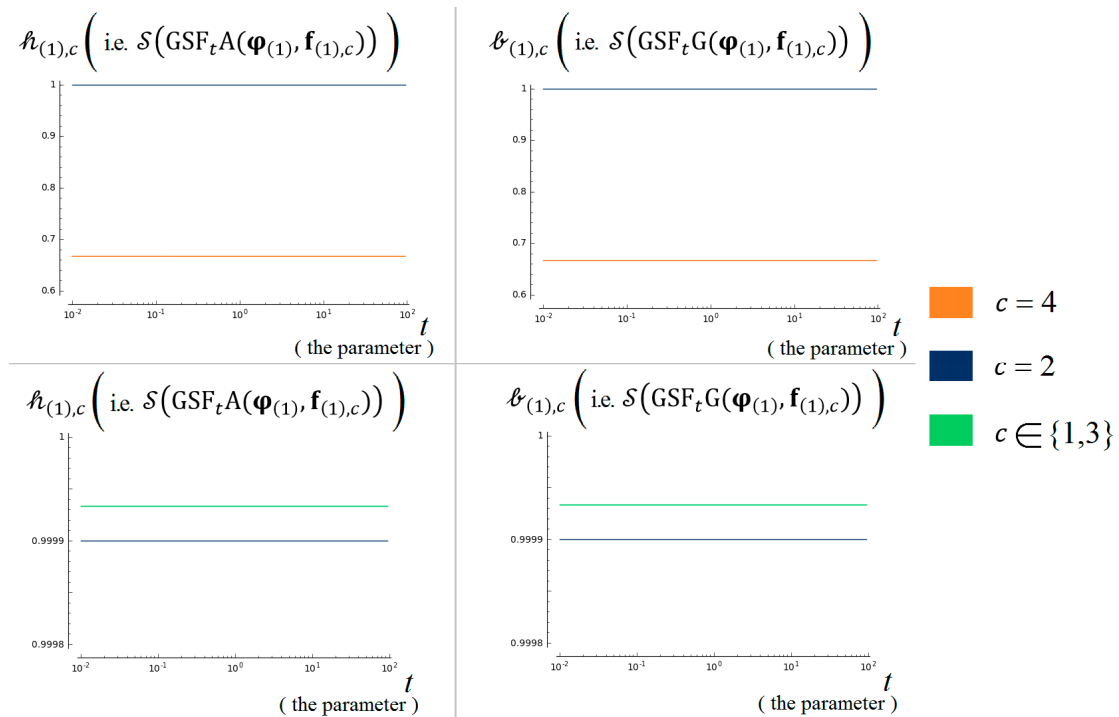 𝒽₍₁₎,c ( i.e. 𝒮(GSFₜA(𝛗₍₁₎, 𝐟₍₁₎,c)) )
1
0.9
0.8
0.7
0.6
10⁻² 10⁻¹ 10⁰ 10¹ 10²
t
( the parameter )
𝒷₍₁₎,c ( i.e. 𝒮(GSFₜG(𝛗₍₁₎, 𝐟₍₁₎,c)) )
1
0.9
0.8
0.7
0.6
10⁻² 10⁻¹ 10⁰ 10¹ 10²
t
( the parameter )
𝒽₍₁₎,c ( i.e. 𝒮(GSFₜA(𝛗₍₁₎, 𝐟₍₁₎,c)) )
1
0.9999
0.9998
10⁻² 10⁻¹ 10⁰ 10¹ 10²
t
( the parameter )
𝒷₍₁₎,c ( i.e. 𝒮(GSFₜG(𝛗₍₁₎, 𝐟₍₁₎,c)) )
1
0.9999
0.9998
10⁻² 10⁻¹ 10⁰ 10¹ 10²
t
( the parameter )
c = 4
c = 2
c ∈ {1,3}